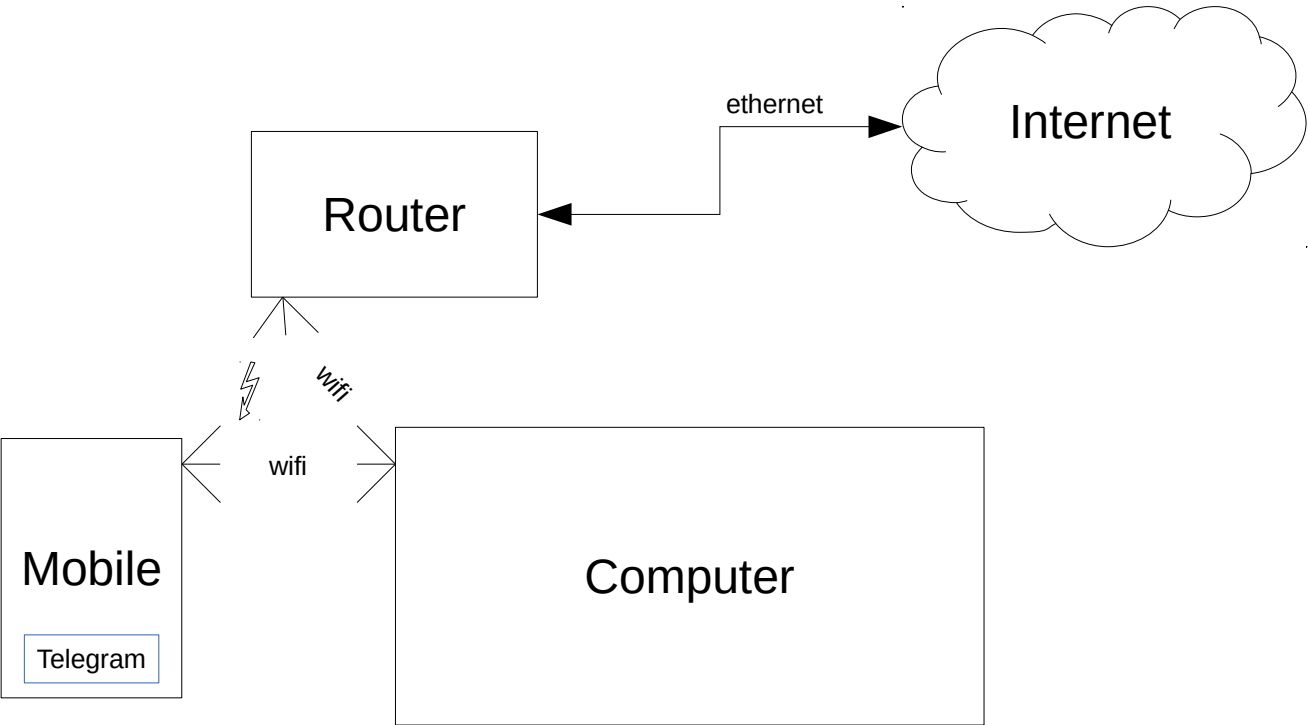 ethernet
Internet
Router
wifi
wifi
Mobile
Computer
Telegram